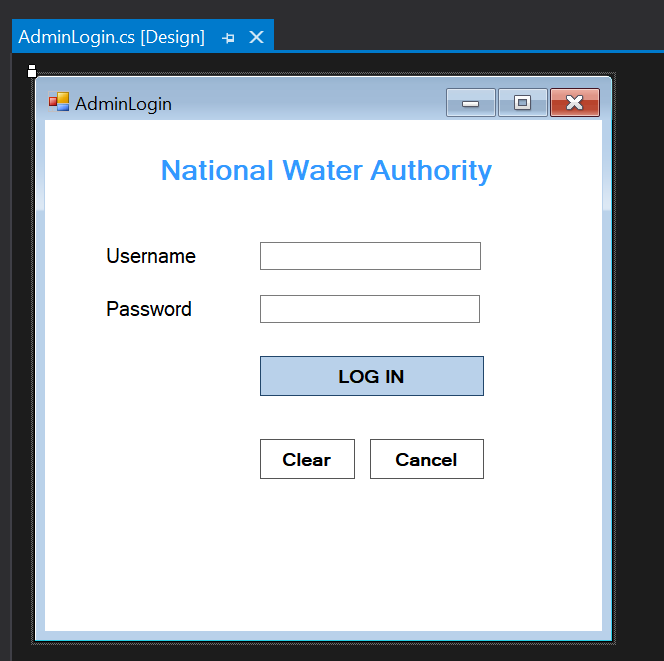 AdminLogin.cs [Design]
AdminLogin
National Water Authority
Username
Password
LOG IN
Clear Cancel